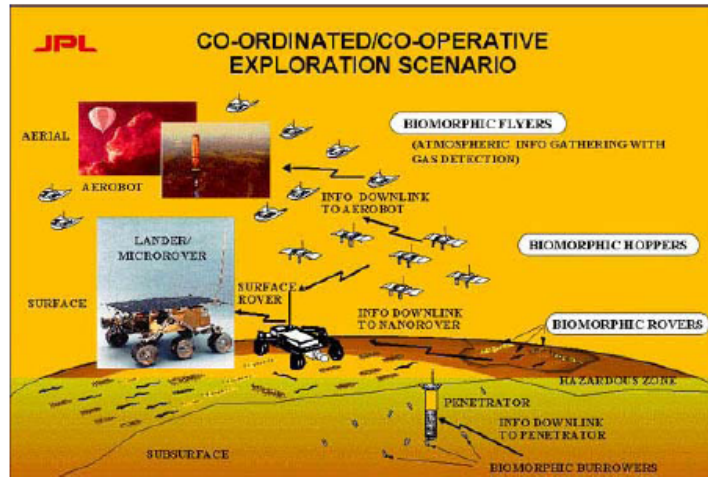 JPL
CO-ORDINATED/CO-OPERATIVE
EXPLORATION SCENARIO
AERIAL
AEROBOT
BIOMORPHIC FLYERS
(ATMOSPHERIC INFO GATHERING WITH
GAS DETECTION)
INFO DOWNLINK
TO AEROBOT
LANDER/
MICROROVER
BIOMORPHIC HOPPERS
SURFACE
SURFACE
ROVER
INFO DOWNLINK
TO NANOROVER
BIOMORPHIC ROVERS
HAZARDOUS ZONE
PENETRATOR
INFO DOWNLINK
TO PENETRATOR
SUBSURFACE
BIOMORPHIC BURROWERS